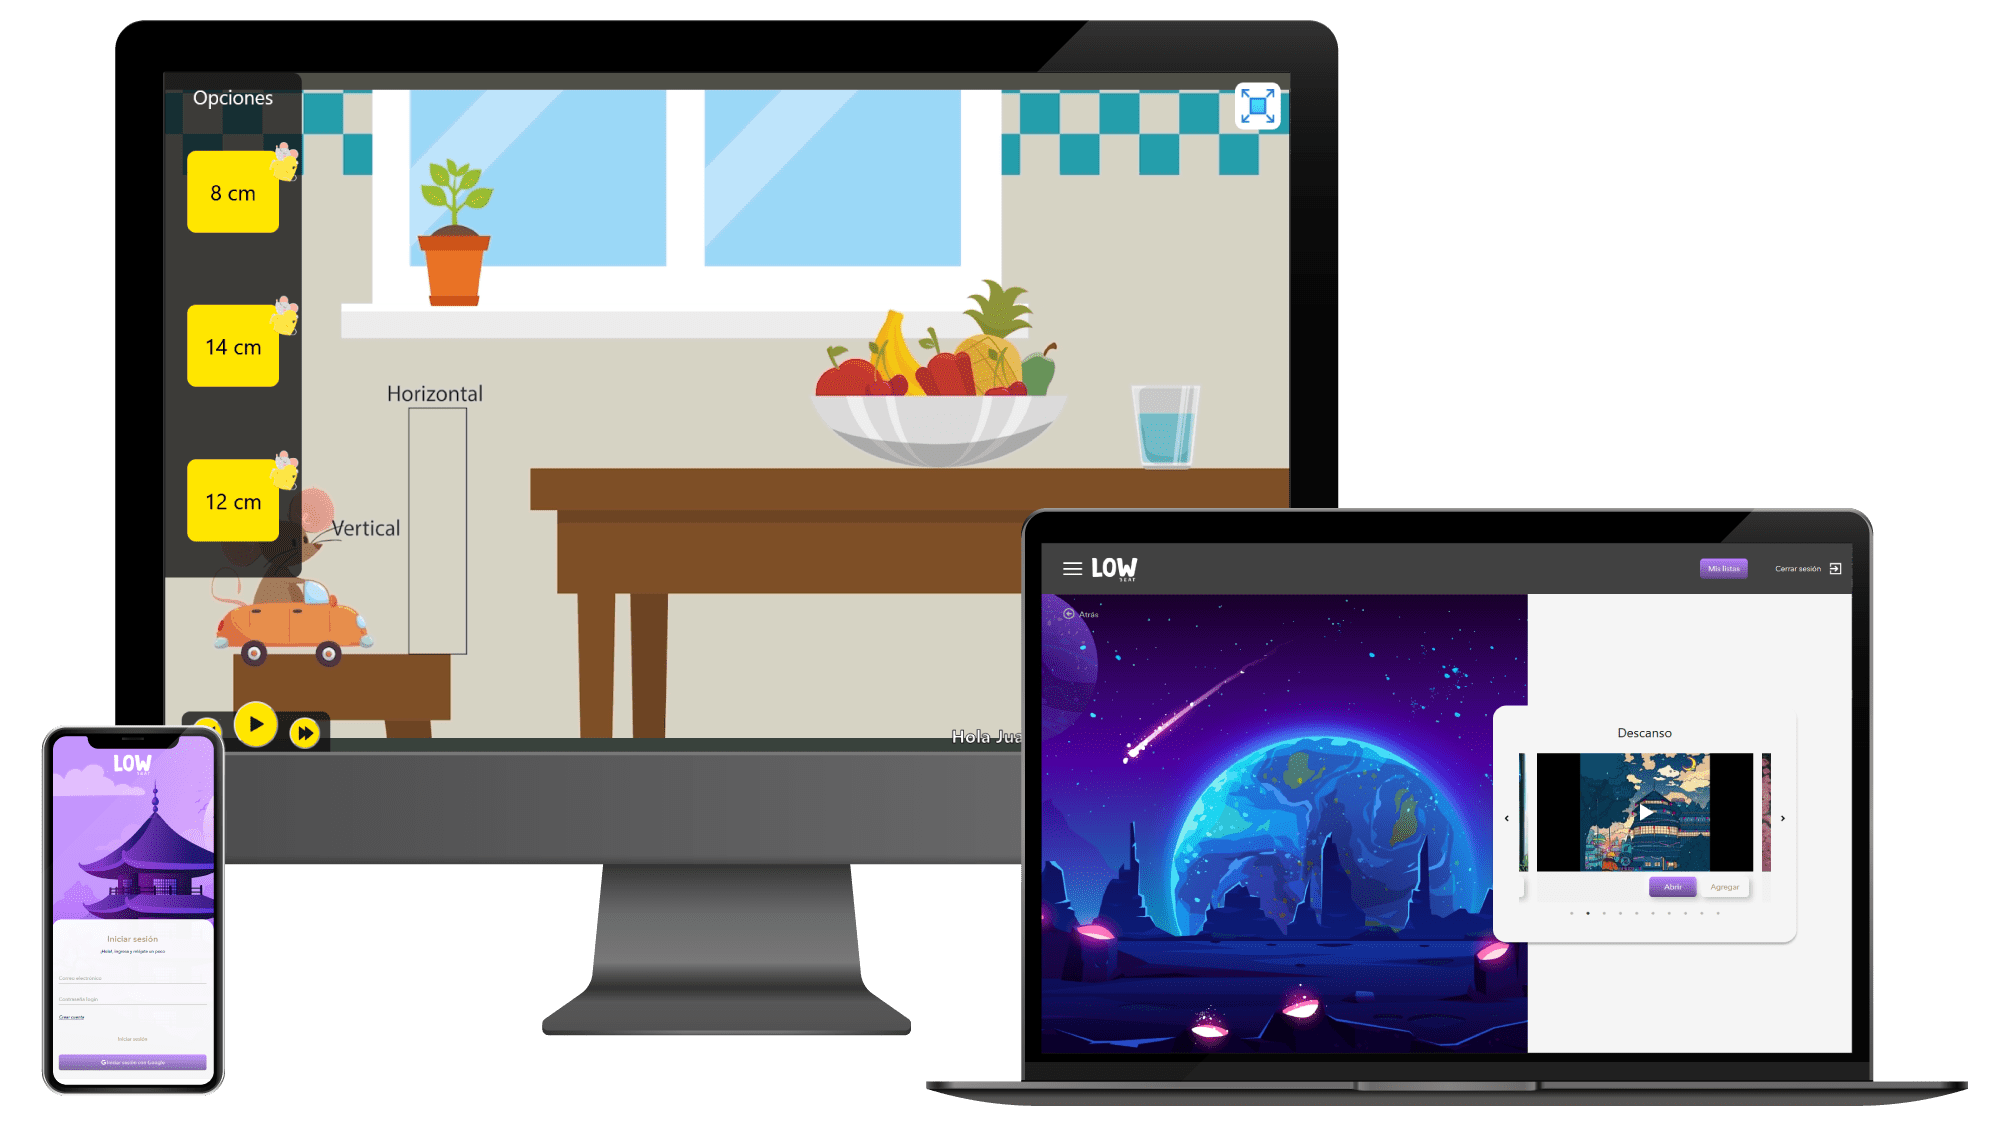 Opciones
8 cm
14 cm
12 cm
Horizontal
Vertical
Hola Jua
LOW
SEAT
Mis listas
Cerrar sesión
Atrás
Descanso
Abrir
Agregar
LOW
SEAT
Iniciar sesión
¡Hola!, ingresa y relájate un poco
Correo electrónico
Contraseña login
Crear cuenta
Iniciar sesión
Iniciar sesión con Google